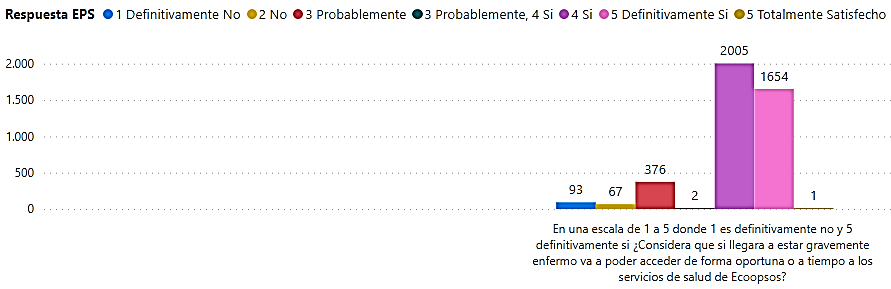 Respuesta EPS 1 Definitivamente No 2 No 3 Probablemente 3 Probablemente, 4 Si 4 Si 5 Definitivamente Si 5 Totalmente Satisfecho
2.000
1.500
1.000
500
0
93
67
376
2
2005
1654
1
En una escala de 1 a 5 donde 1 es definitivamente no y 5
definitivamente si ¿Considera que si llegara a estar gravemente
enfermo va a poder acceder de forma oportuna o a tiempo a los
servicios de salud de Ecoopsos?